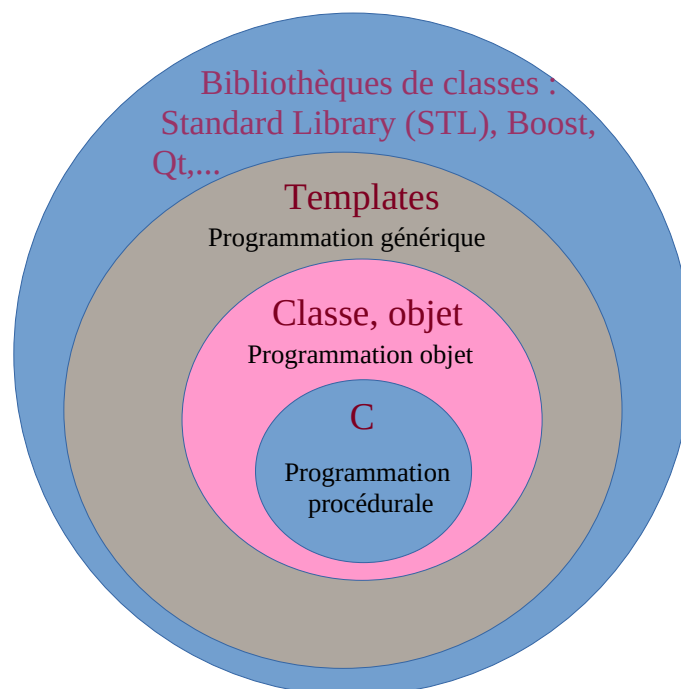 Bibliothèques de classes :
Standard Library (STL), Boost,
Qt,...
Templates
Programmation générique
Classe, objet
Programmation objet
C
Programmation
procédurale